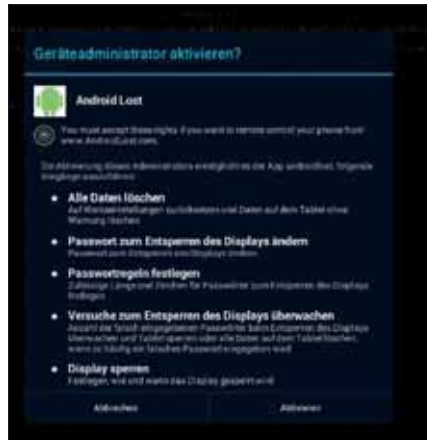 Geräteadministrator aktivieren?
Android Lost
You must accept these rights if you want to remote control your phone from
www.AndroidLost.com.
Die Aktivierung dieses Administrators ermöglicht es der App androidlost, folgende
Vorgänge auszuführen:
Alle Daten löschen
Auf Werkseinstellungen zurücksetzen und Daten auf dem Tablet ohne
Warnung löschen
Passwort zum Entsperren des Displays ändern
Passwort zum Entsperren des Displays ändern
Passwortregeln festlegen
Zulässige Länge und Zeichen für Passwörter zum Entsperren des Displays
festlegen
Versuche zum Entsperren des Displays überwachen
Anzahl der falsch eingegebenen Passwörter beim Entsperren des Displays
überwachen und Tablet sperren oder alle Daten auf dem Tablet löschen,
wenn zu häufig ein falsches Passwort eingegeben wird
Display sperren
Festlegen, wie und wann das Display gesperrt wird
Abbrechen
Aktivieren